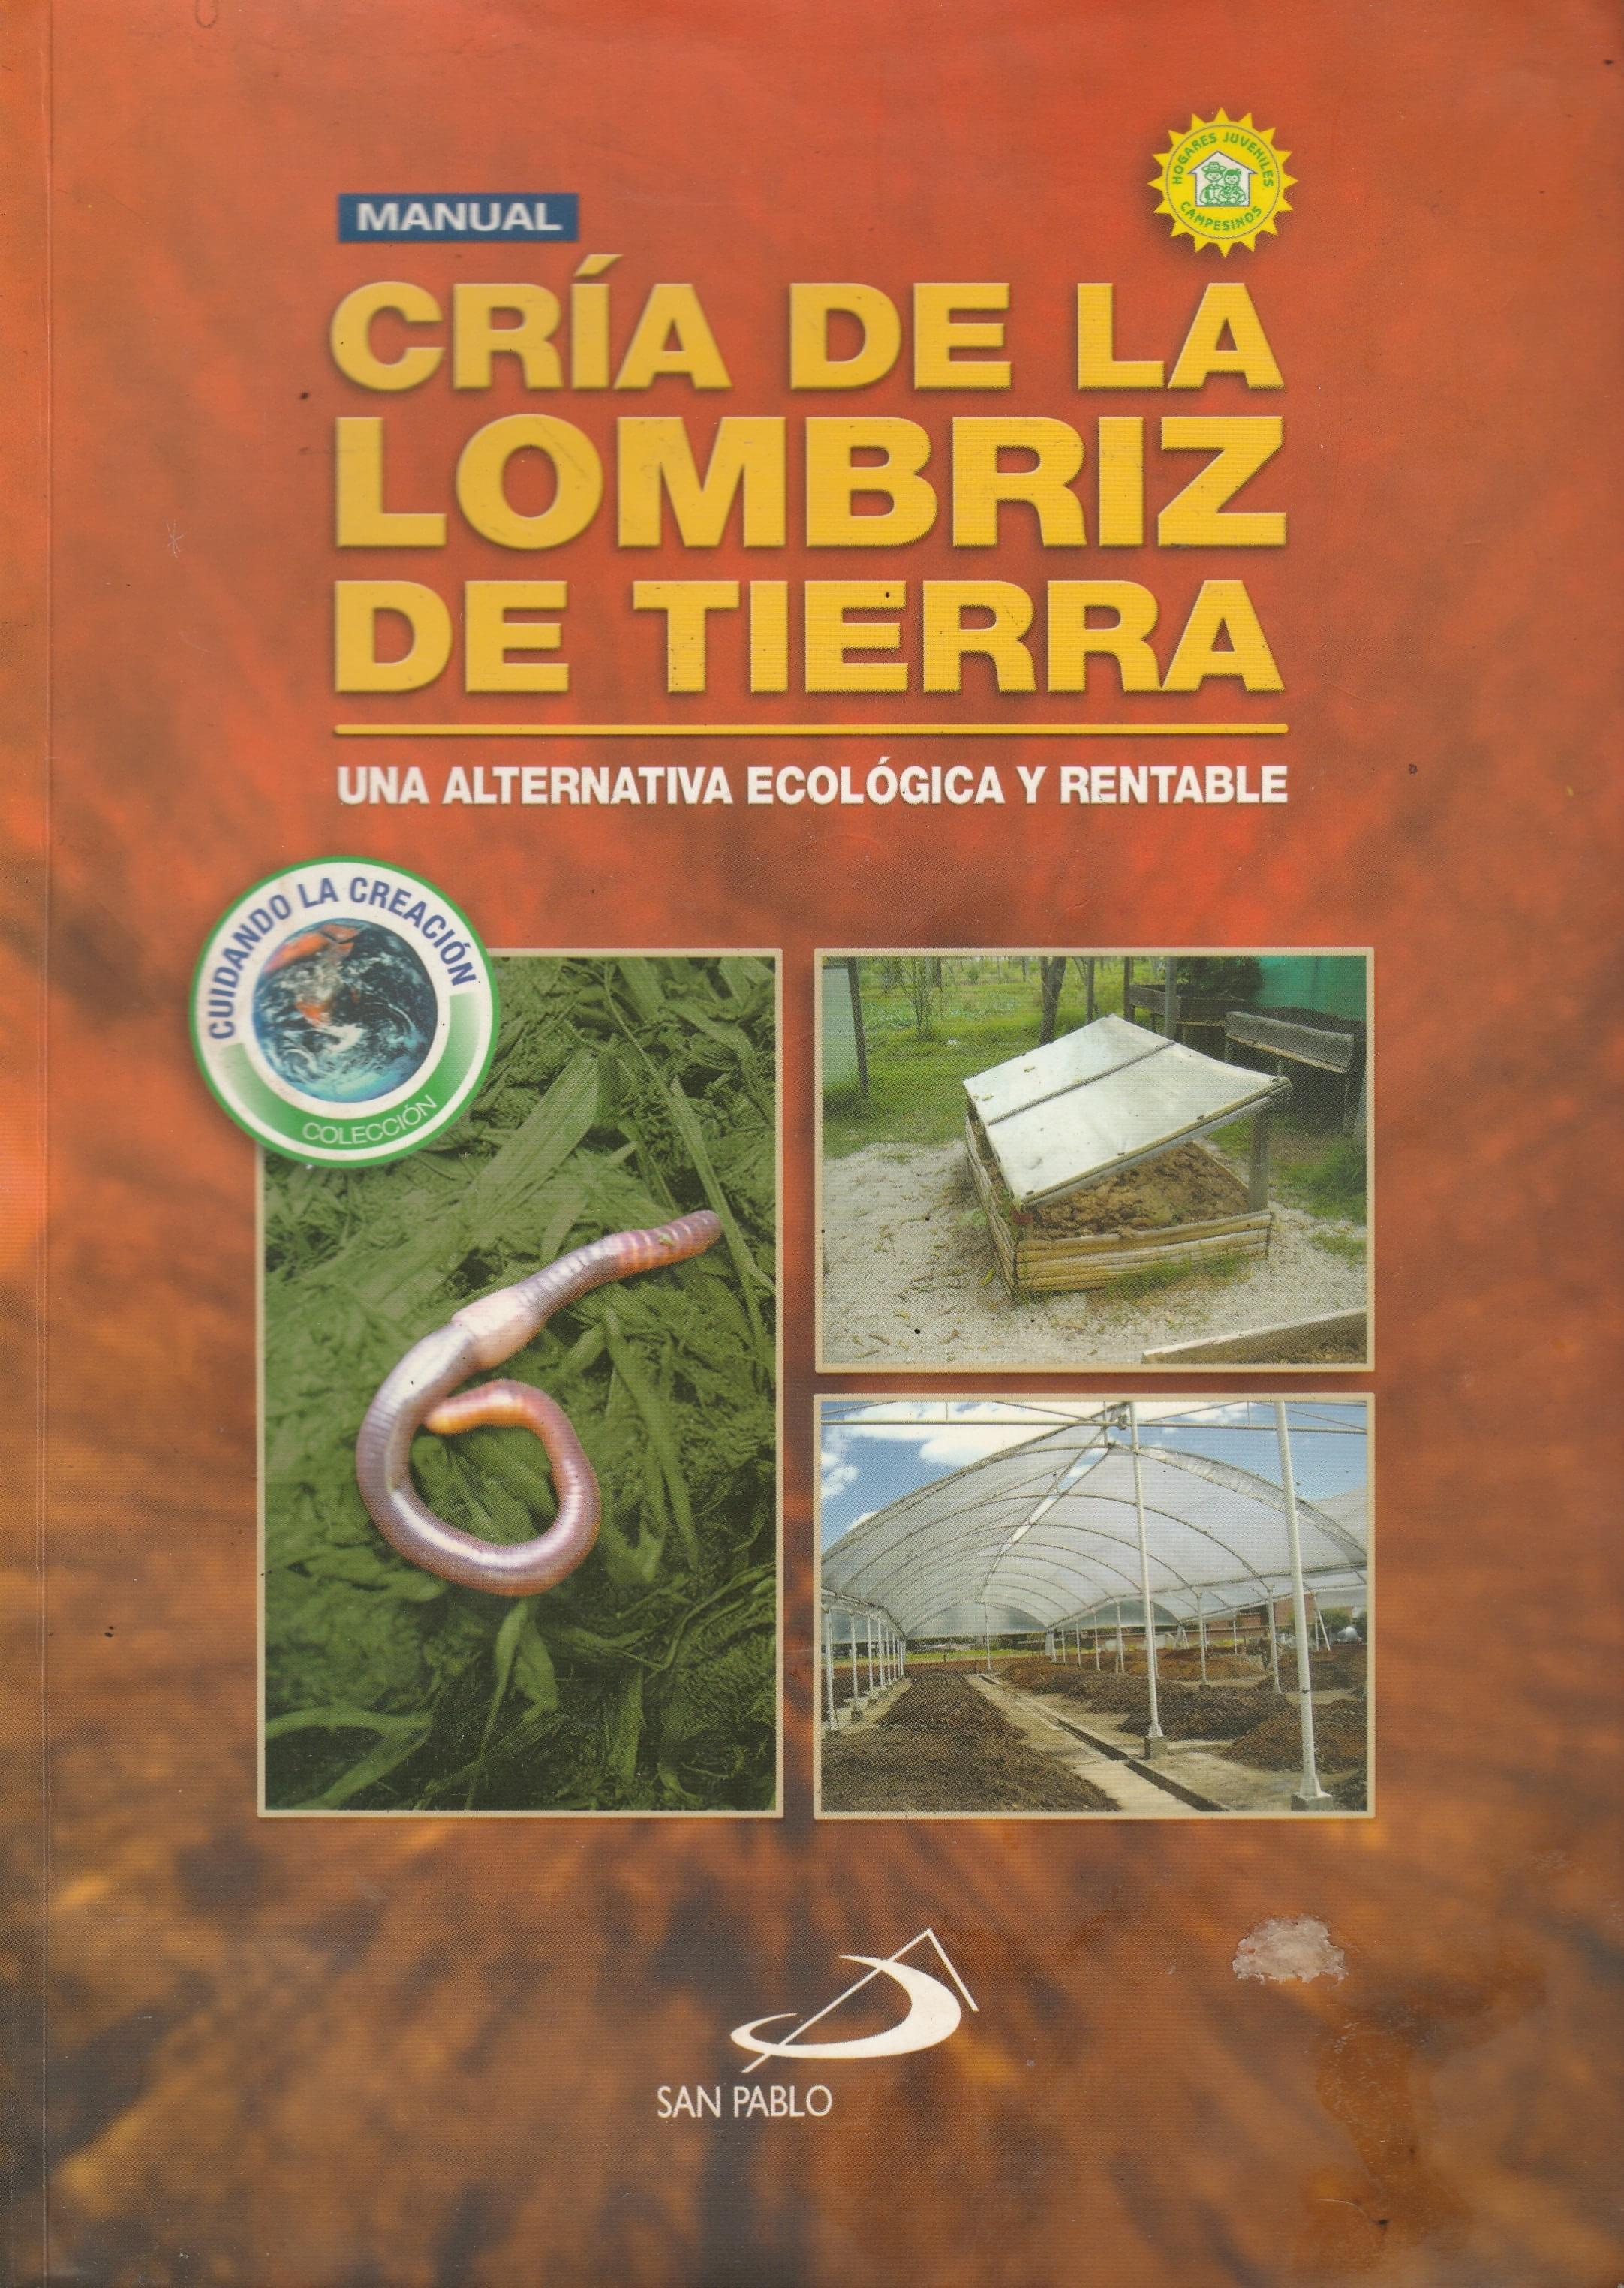 HOGARES JUVENILES
CAMPESINOS
MANUAL
CRÍA DE LA
LOMBRIZ
DE TIERRA
UNA ALTERNATIVA ECOLÓGICA Y RENTABLE
CUIDANDO LA CREACIÓN
COLECCIÓN
SAN PABLO